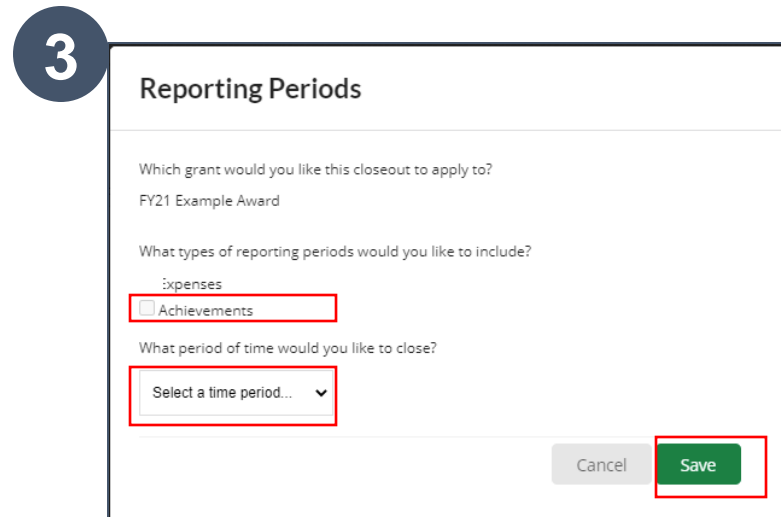 3
Reporting Periods
Which grant would you like this closeout to apply to?
FY21 Example Award
What types of reporting periods would you like to include?
xpenses
Achievements
What period of time would you like to close?
Select a time period...
Cancel Save